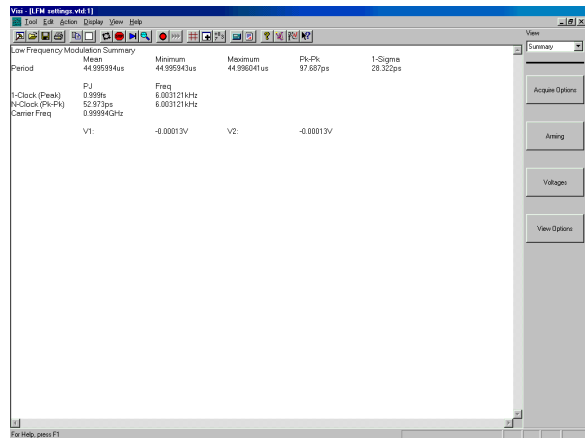 Visi - [LFM settings.vtd:1]
Tool Edit Action Display View Help
View:
Summary
Low Frequency Modulation Summary
Mean Minimum Maximum Pk-Pk 1-Sigma
Period 44.995994us 44.995943us 44.996041us 97.687ps 28.322ps
PJ Freq
1-Clock (Peak) 0.999fs 6.003121kHz
N-Clock (Pk-Pk) 52.973ps 6.003121kHz
Carrier Freq 0.99994GHz
V1: -0.00013V V2: -0.00013V
Acquire Options
Arming
Voltages
View Options
For Help, press F1